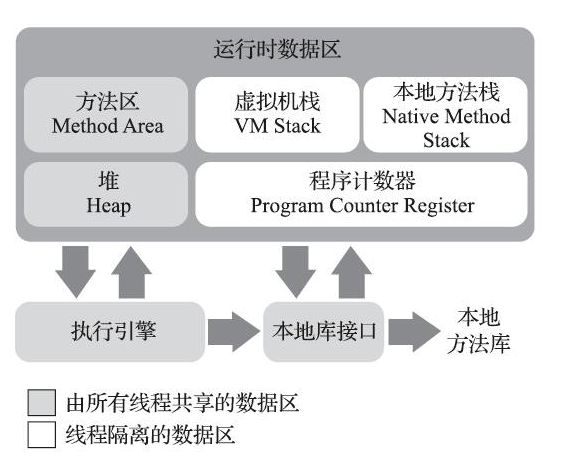 运行时数据区
方法区
Method Area
虚拟机栈
VM Stack
本地方法栈
Native Method
Stack
堆
Heap
程序计数器
Program Counter Register
执行引擎
本地库接口
本地
方法库
由所有线程共享的数据区
线程隔离的数据区